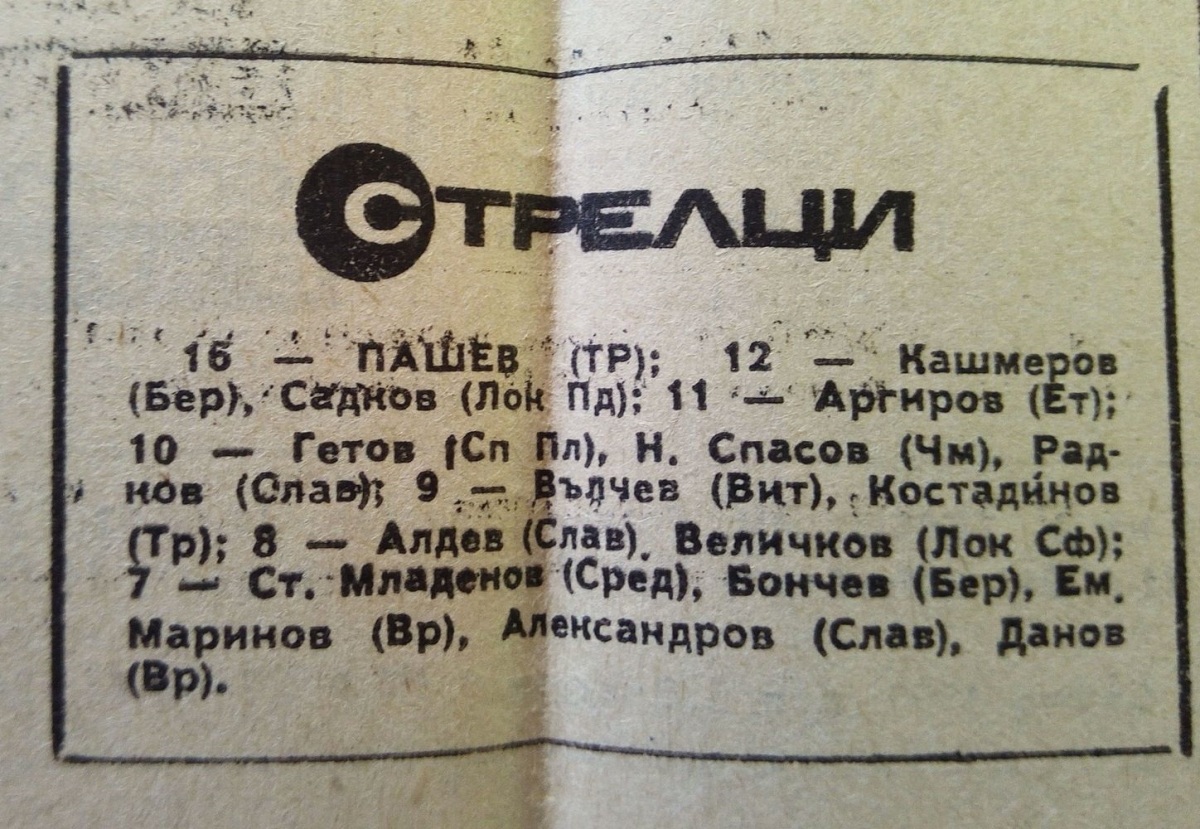 СТРЕЛЦИ
16 — ПАШЕВ (ТР); 12 — Кашмеров
(Бер), Садков (Лок Пд); 11 — Аргиров (Ет);
10 — Гетов (Сп Пл), Н. Спасов (Чм), Рад-
ков (Слав); 9 — Вълчев (Вит), Костадинов
(Тр); 8 — Алдев (Слав), Величков (Лок Сф);
7 — Ст. Младенов (Сред), Бончев (Бер), Ем.
Маринов (Вр), Александров (Слав), Данов
(Вр).